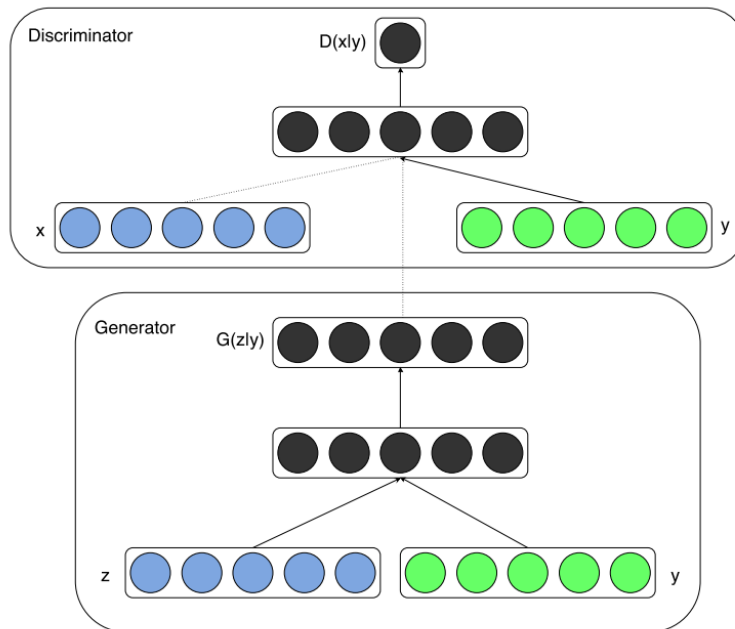 Discriminator
D(x|y)
x
y
Generator
G(z|y)
z
y